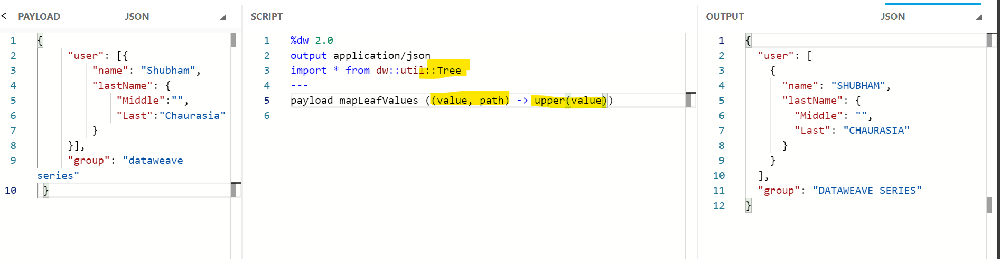 < PAYLOAD JSON
1 {
2 "user": [{
3 "name": "Shubham",
4 "lastName": {
5 "Middle":"",
6 "Last":"Chaurasia"
7 }
8 }],
9 "group": "dataweave
series"
10 }
SCRIPT
1 %dw 2.0
2 output application/json
3 import * from dw::util::Tree
4 ---
5 payload mapLeafValues ((value, path) -> upper(value))
6
OUTPUT JSON
1 {
2 "user": [
3 {
4 "name": "SHUBHAM",
5 "lastName": {
6 "Middle": "",
7 "Last": "CHAURASIA"
8 }
9 }
10 ],
11 "group": "DATAWEAVE SERIES"
12 }